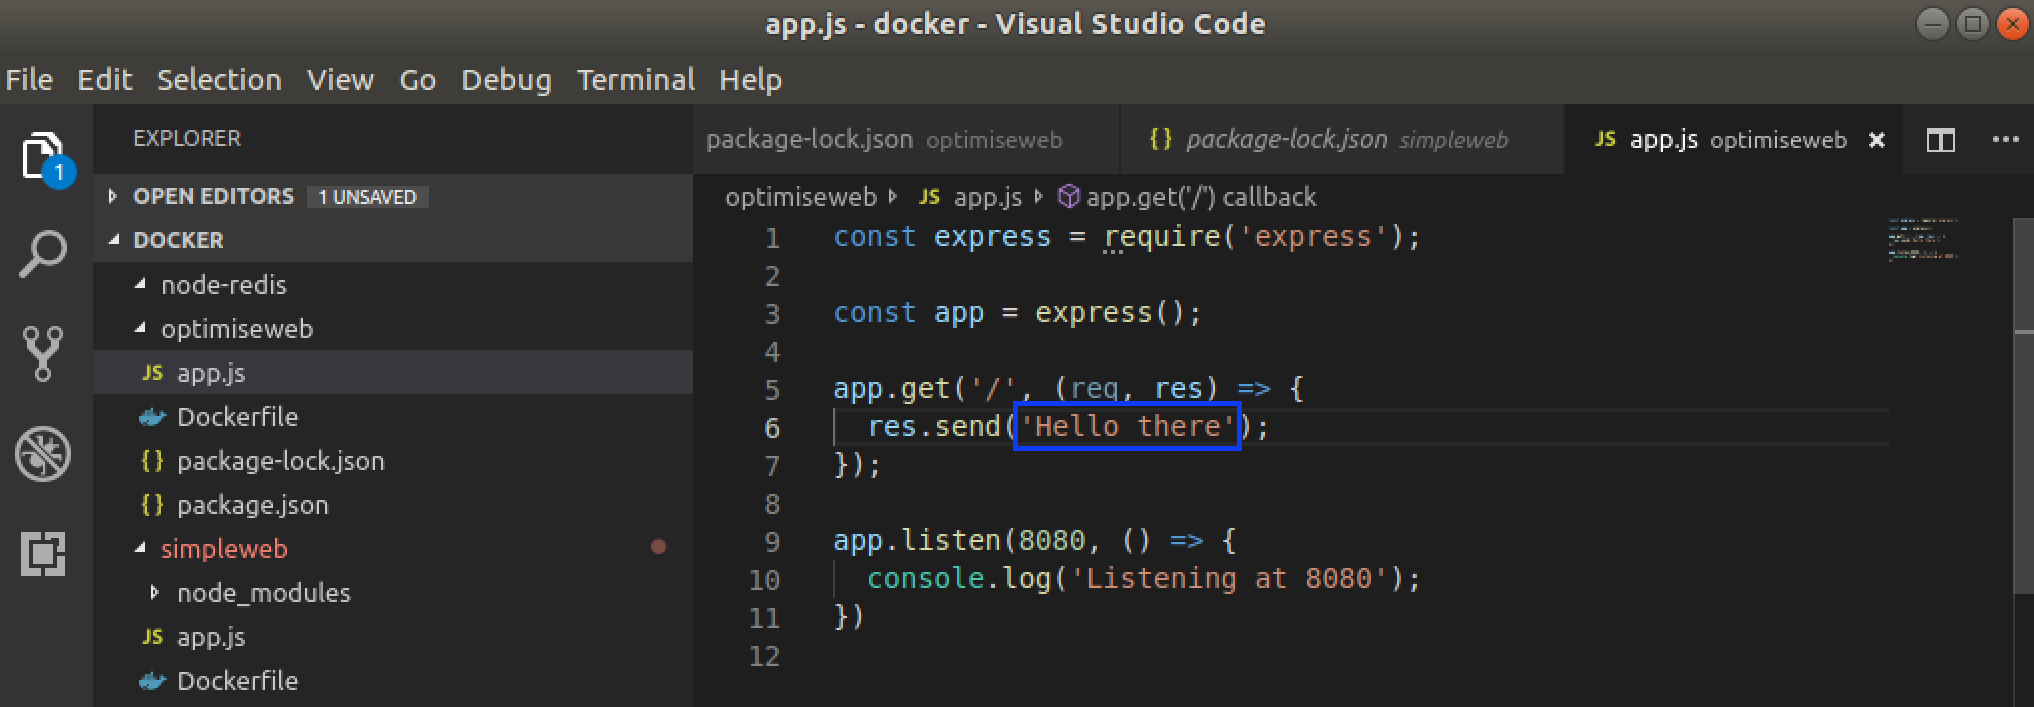 app.js - docker - Visual Studio Code
File Edit Selection View Go Debug Terminal Help
1
EXPLORER
OPEN EDITORS 1 UNSAVED
DOCKER
node-redis
optimiseweb
JS app.js
Dockerfile
{} package-lock.json
{} package.json
simpleweb
node_modules
JS app.js
Dockerfile
package-lock.json optimiseweb
{} package-lock.json simpleweb
JS app.js optimiseweb
optimiseweb JS app.js app.get('/') callback
1 const express = require('express');
2
3 const app = express();
4
5 app.get('/', (req, res) => {
6 res.send('Hello there');
7 });
8
9 app.listen(8080, () => {
10 console.log('Listening at 8080');
11 })
12